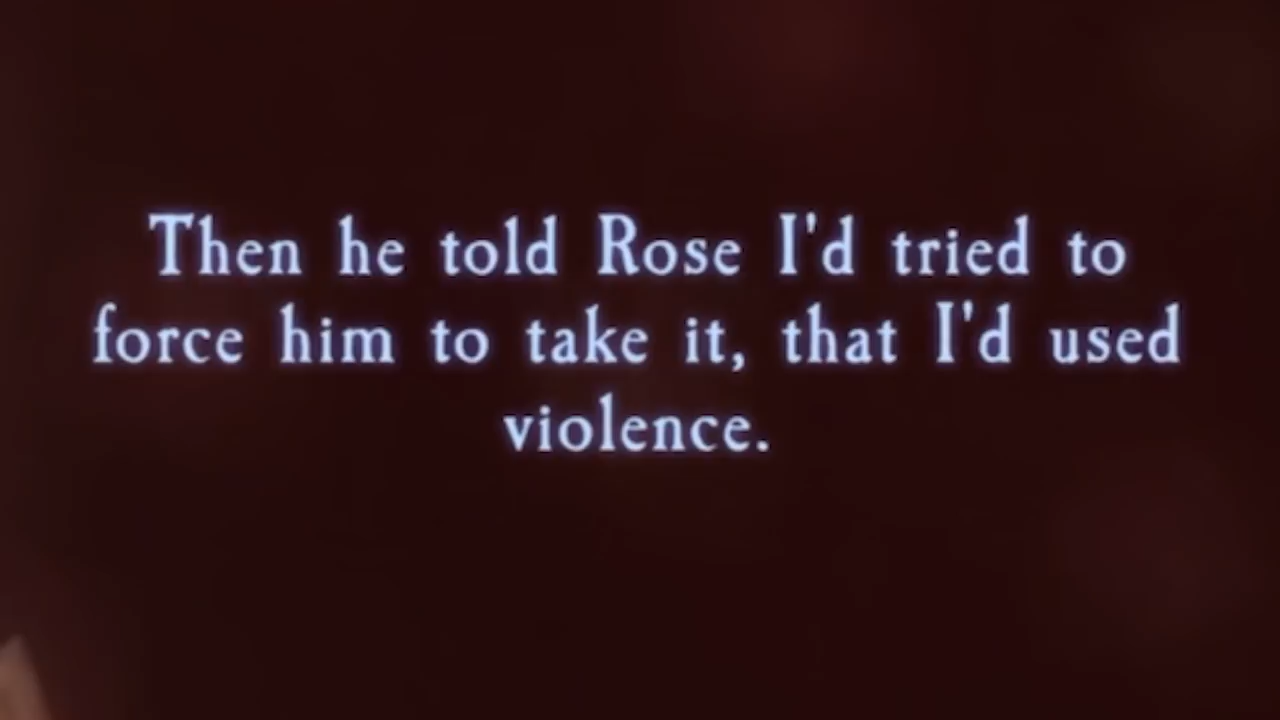 Then he told Rose I'd tried to
force him to take it, that I'd used
violence.